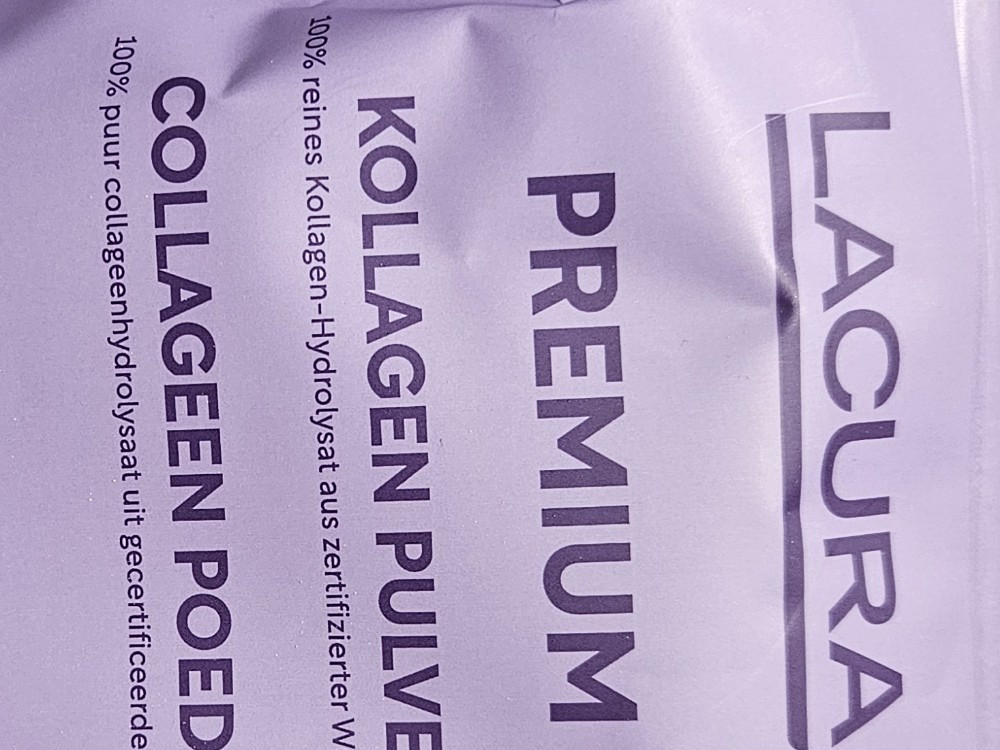 LACURA
PREMIUM
KOLLAGEN PULVE
100% reines Kollagen-Hydrolysat aus zertifizierter W
COLLAGEEN POED
100% puur collageenhydrolysaat uit gecertificeerde